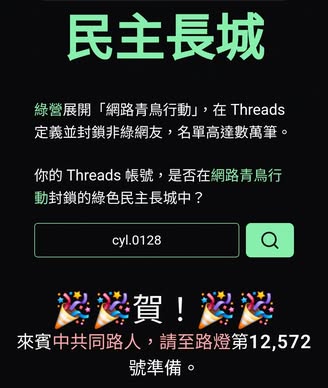 民主長城
綠營展開「網路青鳥行動」，在 Threads
定義並封鎖非綠網友，名單高達數萬筆。
你的 Threads 帳號，是否在網路青鳥行
動封鎖的綠色民主長城中？
cyl.0128
🎉🎉賀！🎉🎉
來賓中共同路人，請至路燈第12,572
號準備。